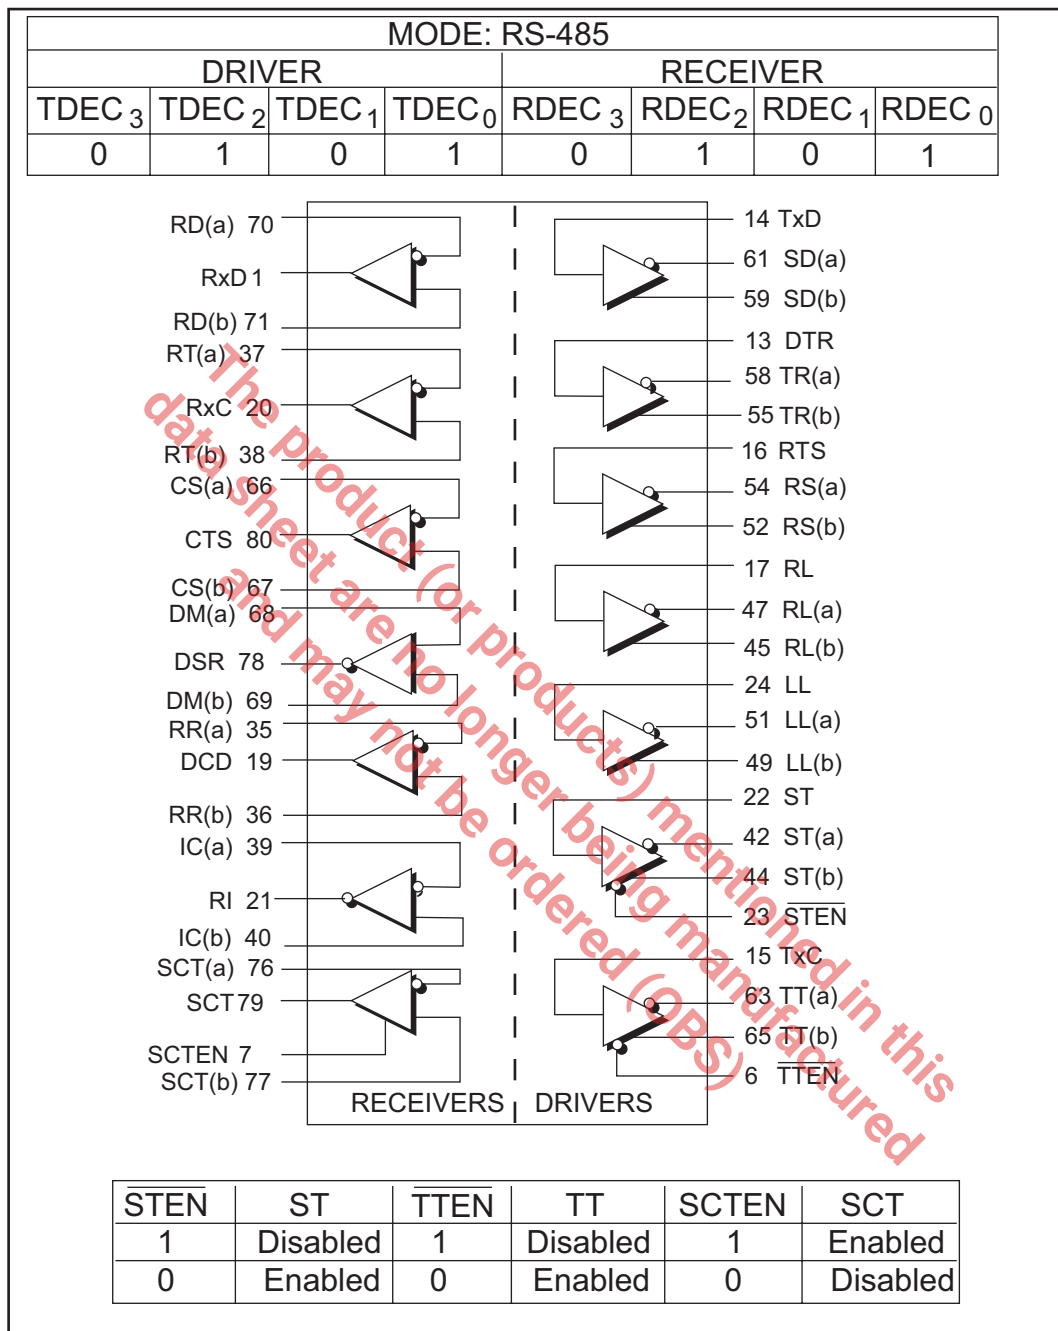 MODE: RS-485
DRIVER RECEIVER
TDEC3 TDEC2 TDEC1 TDEC0 RDEC3 RDEC2 RDEC1 RDEC0
0 1 0 1 0 1 0 1
RD(a) 70
RxD 1
RD(b) 71
RT(a) 37
RxC 20
RT(b) 38
CS(a) 66
CTS 80
CS(b) 67
DM(a) 68
DSR 78
DM(b) 69
RR(a) 35
DCD 19
RR(b) 36
IC(a) 39
RI 21
IC(b) 40
SCT(a) 76
SCT 79
SCTEN 7
SCT(b) 77
14 TxD
61 SD(a)
59 SD(b)
13 DTR
58 TR(a)
55 TR(b)
16 RTS
54 RS(a)
52 RS(b)
17 RL
47 RL(a)
45 RL(b)
24 LL
51 LL(a)
49 LL(b)
22 ST
42 ST(a)
44 ST(b)
23 STEN
15 TxC
63 TT(a)
65 TT(b)
6 TTEN
RECEIVERS DRIVERS
The product (or products) mentioned in this
data sheet are no longer being manufactured
and may not be ordered (OBS)
STEN ST TTEN TT SCTEN SCT
1 Disabled 1 Disabled 1 Enabled
0 Enabled 0 Enabled 0 Disabled